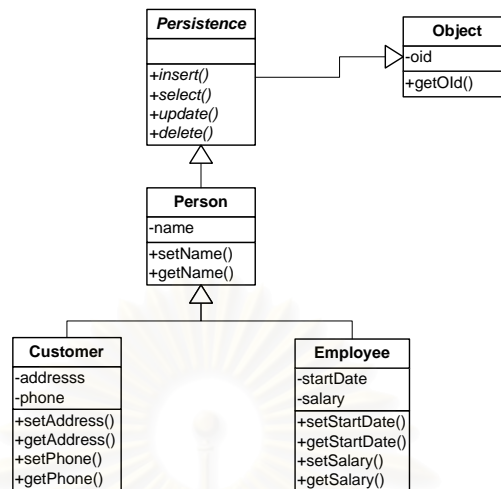 Persistence
+insert()
+select()
+update()
+delete()
Object
-oid
+getOId()
Person
-name
+setName()
+getName()
Customer
-addresss
-phone
+setAddress()
+getAddress()
+setPhone()
+getPhone()
Employee
-startDate
-salary
+setStartDate()
+getStartDate()
+setSalary()
+getSalary()